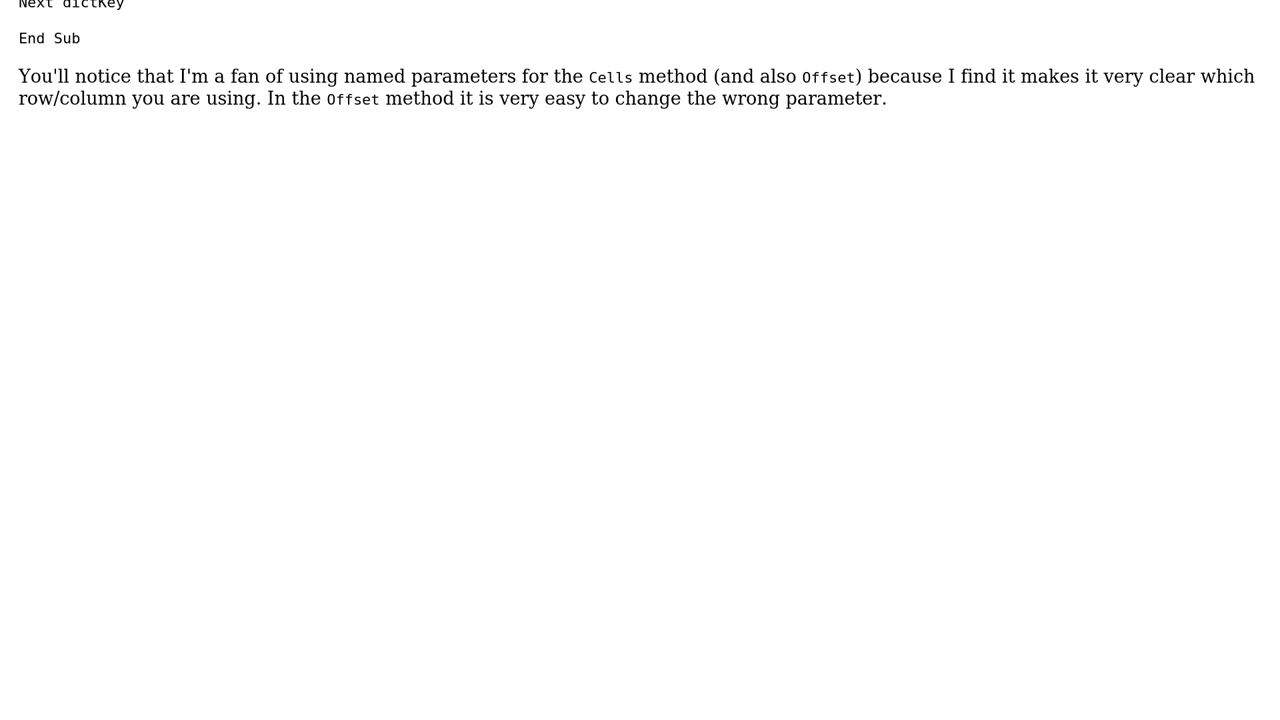 Next dictKey
End Sub
You'll notice that I'm a fan of using named parameters for the Cells method (and also Offset) because I find it makes it very clear which
row/column you are using. In the Offset method it is very easy to change the wrong parameter.